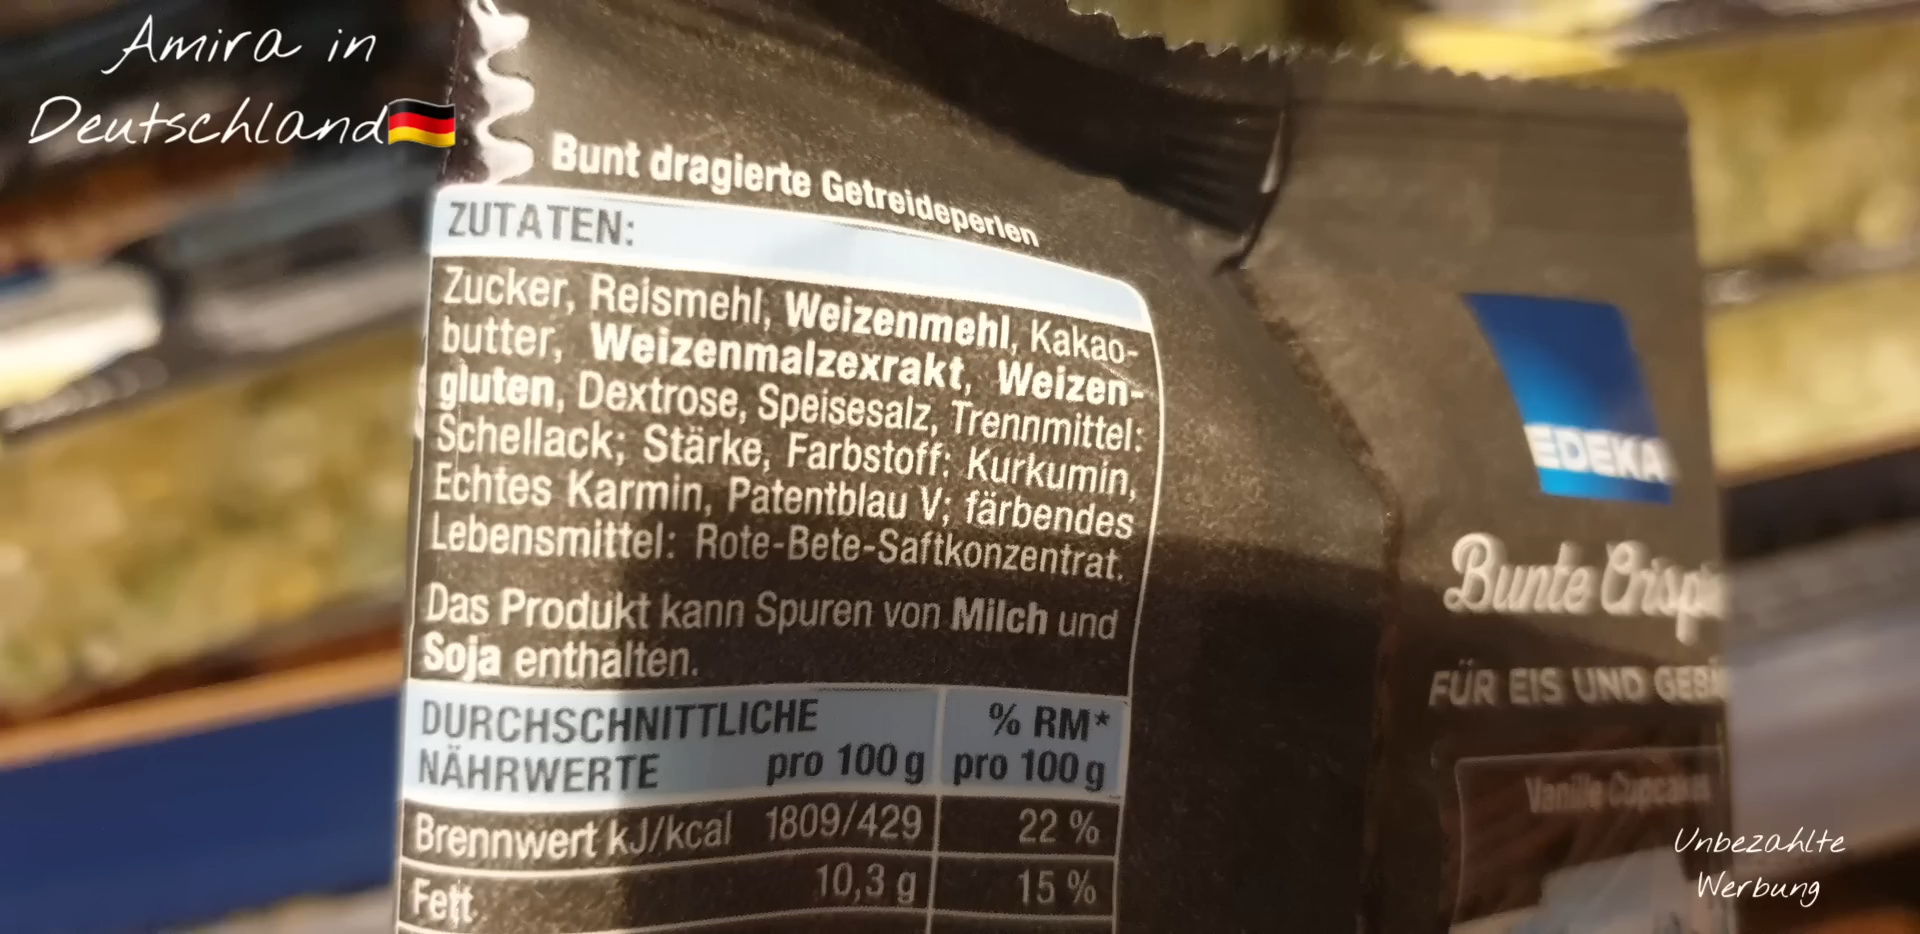 Amira in
Deutschland🇩🇪
Bunt dragierte Getreideperlen
ZUTATEN:
Zucker, Reismehl, Weizenmehl, Kakao-
butter, Weizenmalzexrakt, Weizen-
gluten, Dextrose, Speisesalz, Trennmittel:
Schellack; Stärke, Farbstoff: Kurkumin,
Echtes Karmin, Patentblau V; färbendes
Lebensmittel: Rote-Bete-Saftkonzentrat.
Das Produkt kann Spuren von Milch und
Soja enthalten.
DURCHSCHNITTLICHE
NÄHRWERTE pro 100 g
% RM*
pro 100 g
Brennwert kJ/kcal 1809/429 22 %
Fett 10,3 g 15 %
EDEKA
Bunte
FÜR EIS UND
Vanille
Unbezahlte
Werbung